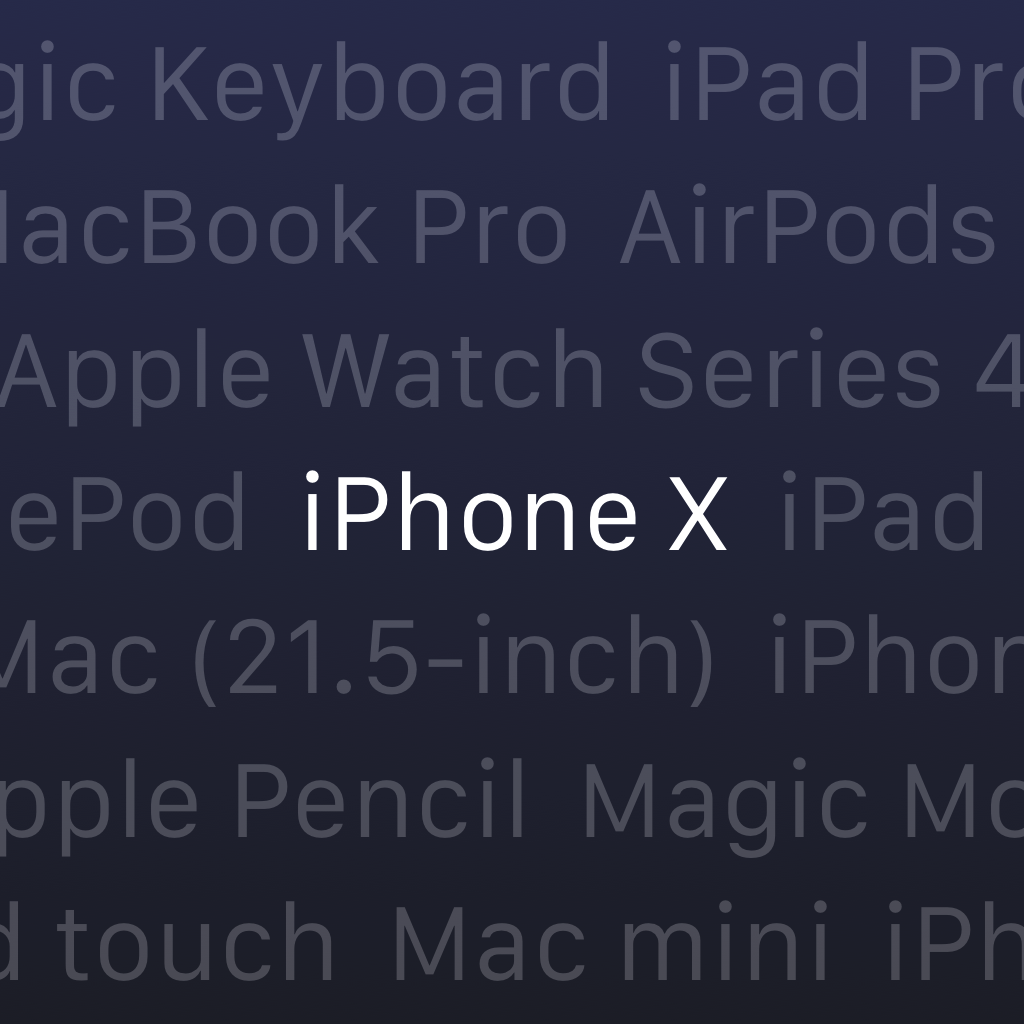 gic Keyboard iPad Pro
MacBook Pro AirPods
Apple Watch Series 4
ePod iPhone X iPad
Mac (21.5-inch) iPhon
pple Pencil Magic Mo
d touch Mac mini iPh